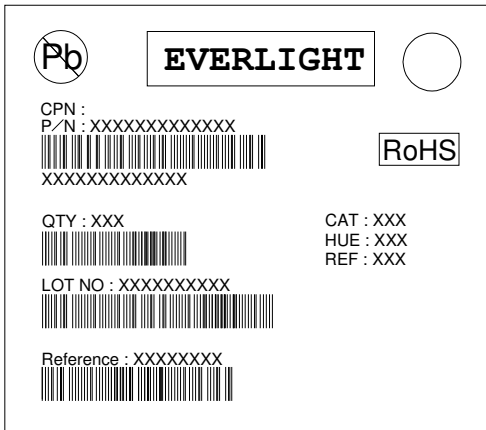 Pb
EVERLIGHT
CPN :
P/N : XXXXXXXXXXXXX
RoHS
XXXXXXXXXXXXX
QTY : XXX
CAT : XXX
HUE : XXX
REF : XXX
LOT NO : XXXXXXXXXX
Reference : XXXXXXXX